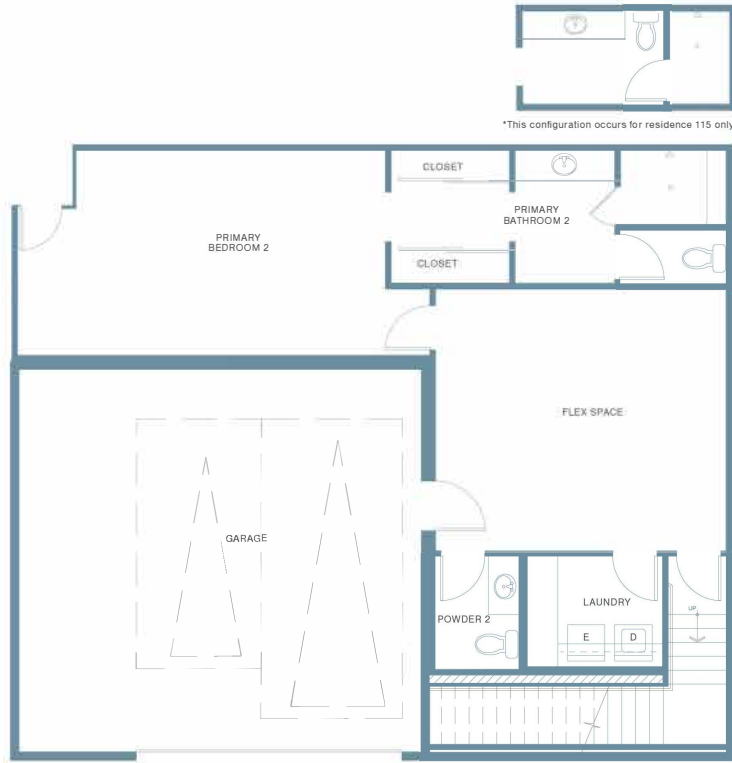 *This configuration occurs for residence 115 only
CLOSET
PRIMARY
BATHROOM 2
PRIMARY
BEDROOM 2
CLOSET
FLEX SPACE
GARAGE
LAUNDRY
UP
POWDER 2
E
D